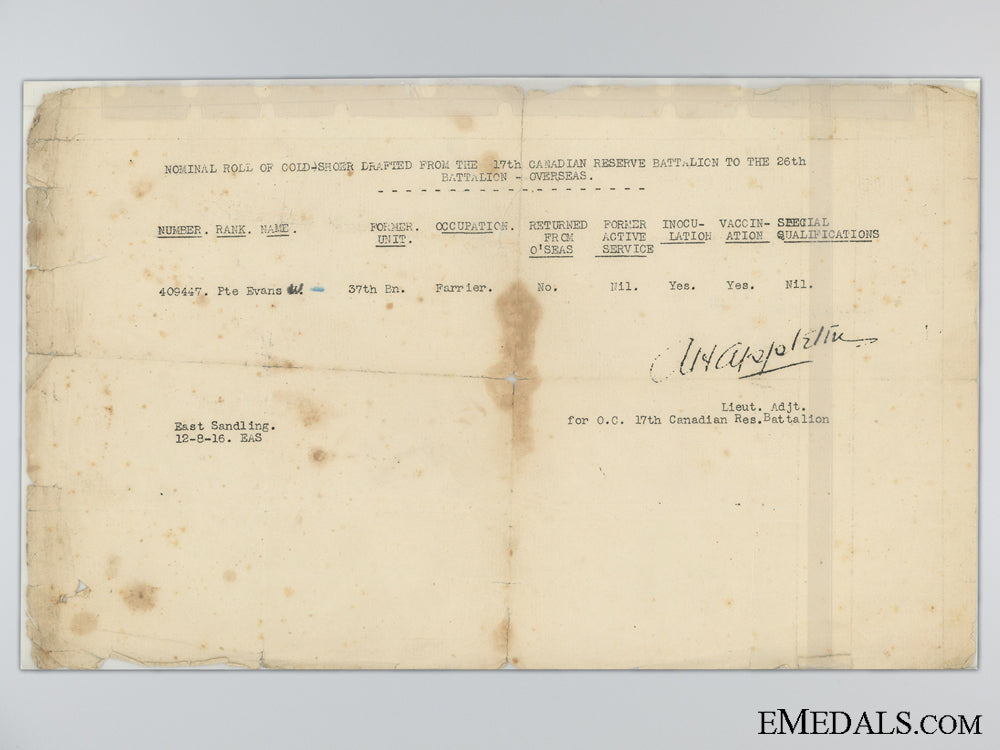 NOMINAL ROLL OF COLD-SHOER DRAFTED FROM THE 17th CANADIAN RESERVE BATTALION TO THE 26th
BATTALION - OVERSEAS.
NUMBER. RANK. NAME. FORMER. UNIT. OCCUPATION. RETURNED FROM O'SEAS FORMER ACTIVE SERVICE INOCU- LATION VACCIN- ATION SPECIAL QUALIFICATIONS
409447. Pte Evans W. - 37th Bn. Farrier. No. Nil. Yes. Yes. Nil.
Lieut. Adjt.
for O.C. 17th Canadian Res.Battalion
East Sandling.
12-8-16. EAS
EMEDALS.COM